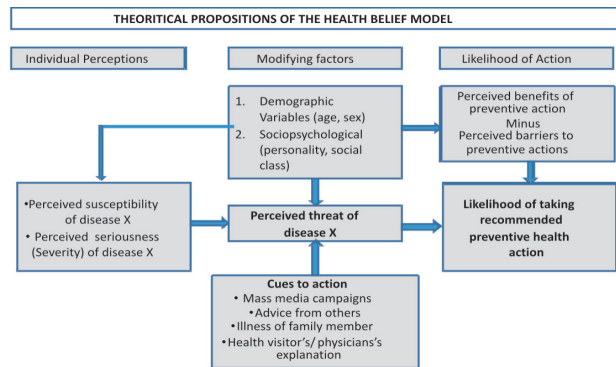 THEORITICAL PROPOSITIONS OF THE HEALTH BELIEF MODEL
Individual Perceptions
Modifying factors
Likelihood of Action
1. Demographic
Variables (age, sex)
2. Sociopsychological
(personality, social
class)
Perceived benefits of
preventive action
Minus
Perceived barriers to
preventive actions
•Perceived susceptibility
of disease X
• Perceived seriousness
(Severity) of disease X
Perceived threat of
disease X
Likelihood of taking
recommended
preventive health
action
Cues to action
• Mass media campaigns
• Advice from others
• Illness of family member
•Health visitor's/ physicians's
explanation